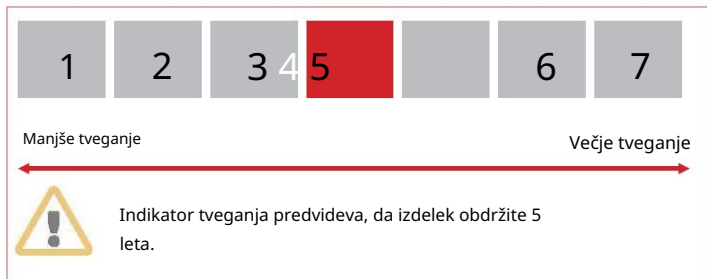 1 2 3 4 5 6 7
Manjše tveganje Večje tveganje
Indikator tveganja predvideva, da izdelek obdržite 5
leta.